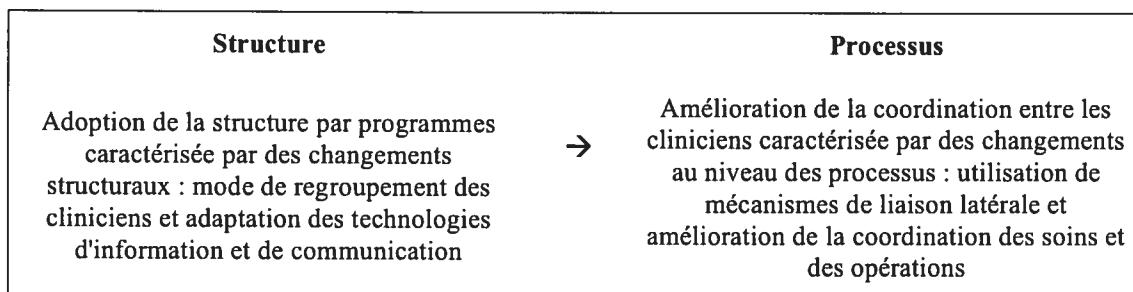 Structure
Adoption de la structure par programmes
caractérisée par des changements
structuraux : mode de regroupement des
cliniciens et adaptation des technologies
d'information et de communication
→
Processus
Amélioration de la coordination entre les
cliniciens caractérisée par des changements
au niveau des processus : utilisation de
mécanismes de liaison latérale et
amélioration de la coordination des soins et
des opérations